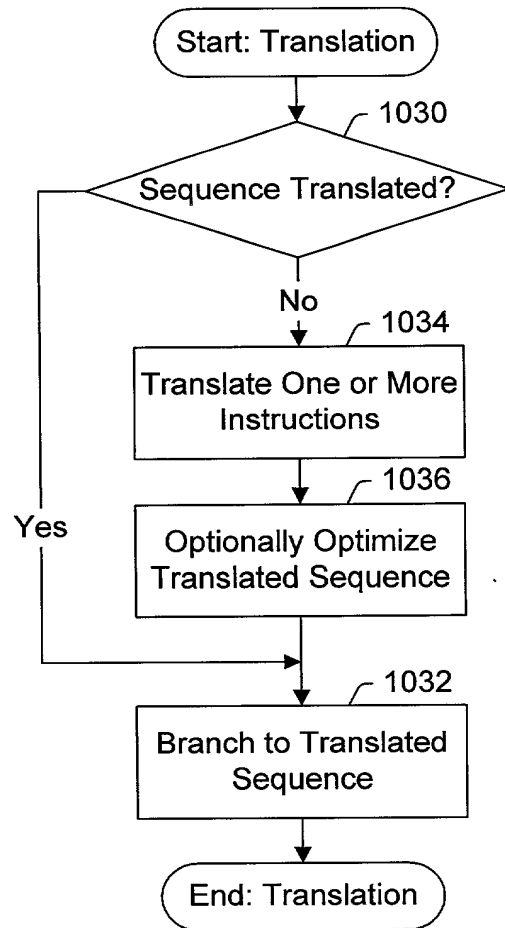 Start: Translation
1030
Sequence Translated?
No
1034
Translate One or More
Instructions
1036
Yes
Optionally Optimize
Translated Sequence
1032
Branch to Translated
Sequence
End: Translation